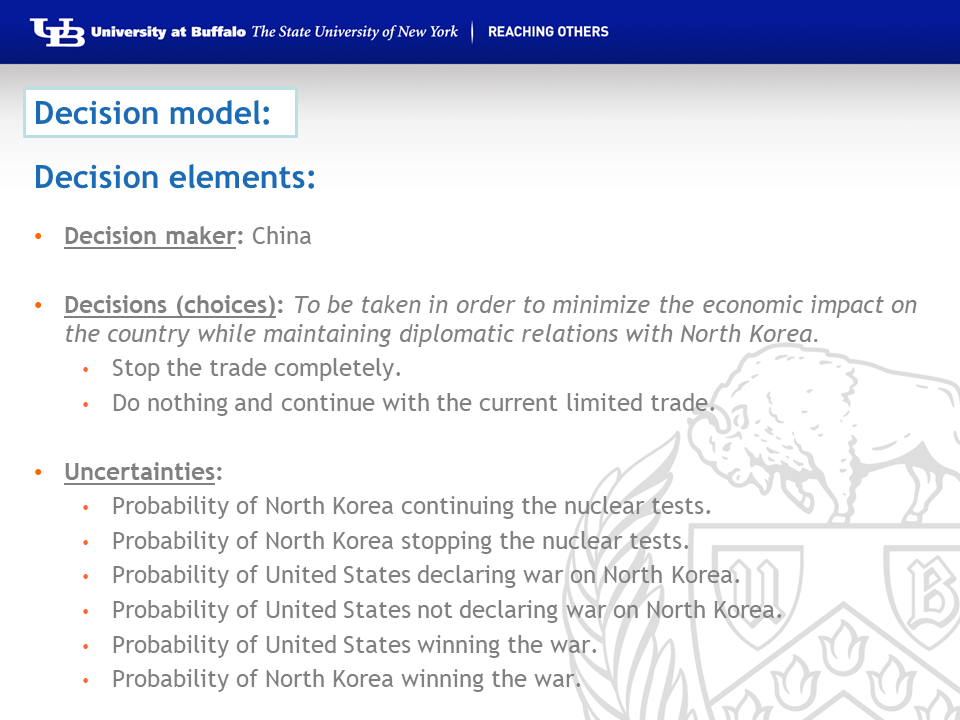 UB University at Buffalo The State University of New York | REACHING OTHERS
Decision model:
Decision elements:
• Decision maker: China
• Decisions (choices): To be taken in order to minimize the economic impact on
the country while maintaining diplomatic relations with North Korea.
• Stop the trade completely.
• Do nothing and continue with the current limited trade.
• Uncertainties:
• Probability of North Korea continuing the nuclear tests.
• Probability of North Korea stopping the nuclear tests.
• Probability of United States declaring war on North Korea.
• Probability of United States not declaring war on North Korea.
• Probability of United States winning the war.
• Probability of North Korea winning the war.
U B